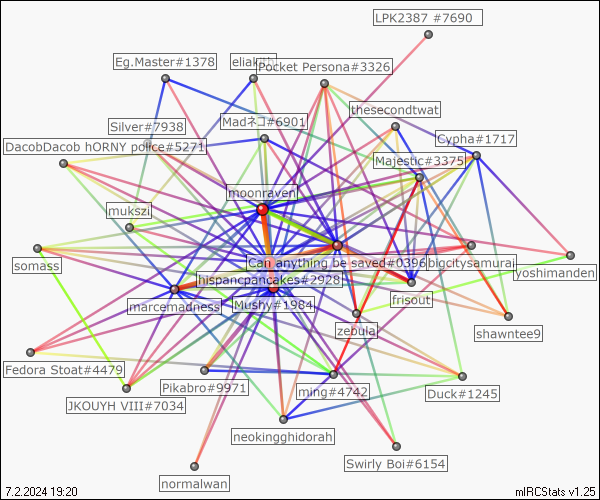 LPK2387 #7690
Eg.Master#1378
Pocket Persona#3326
thesecondtwat
Silver#7938
Madネコ#6901
Cypha#1717
DacobDacob hORNY police#5271
Majestic#3375
moonraven
mukszi
Can anything be saved#0396
bigcitysamurai
somass
yoshimanden
hispancpancakes#2928
frisout
marcemadness
Mushy#1984
zebula
shawntee9
Fedora Stoat#4479
Pikabro#9971
ming#4742
Duck#1245
JKOUYH VIII#7034
neokingghidorah
Swirly Boi#6154
normalwan
7.2.2024 19:20
mIRCStats v1.25